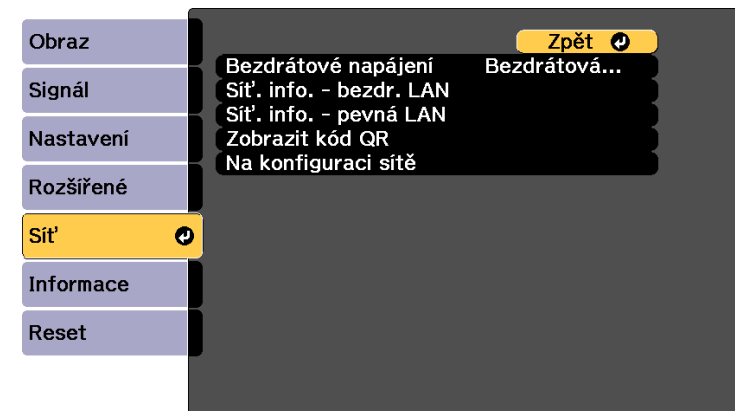 Obraz
Signál
Nastavení
Rozšířené
Síť
Informace
Reset
Zpět
Bezdrátové napájení Bezdrátová...
Síť. info. - bezdr. LAN
Síť. info. - pevná LAN
Zobrazit kód QR
Na konfiguraci sítě